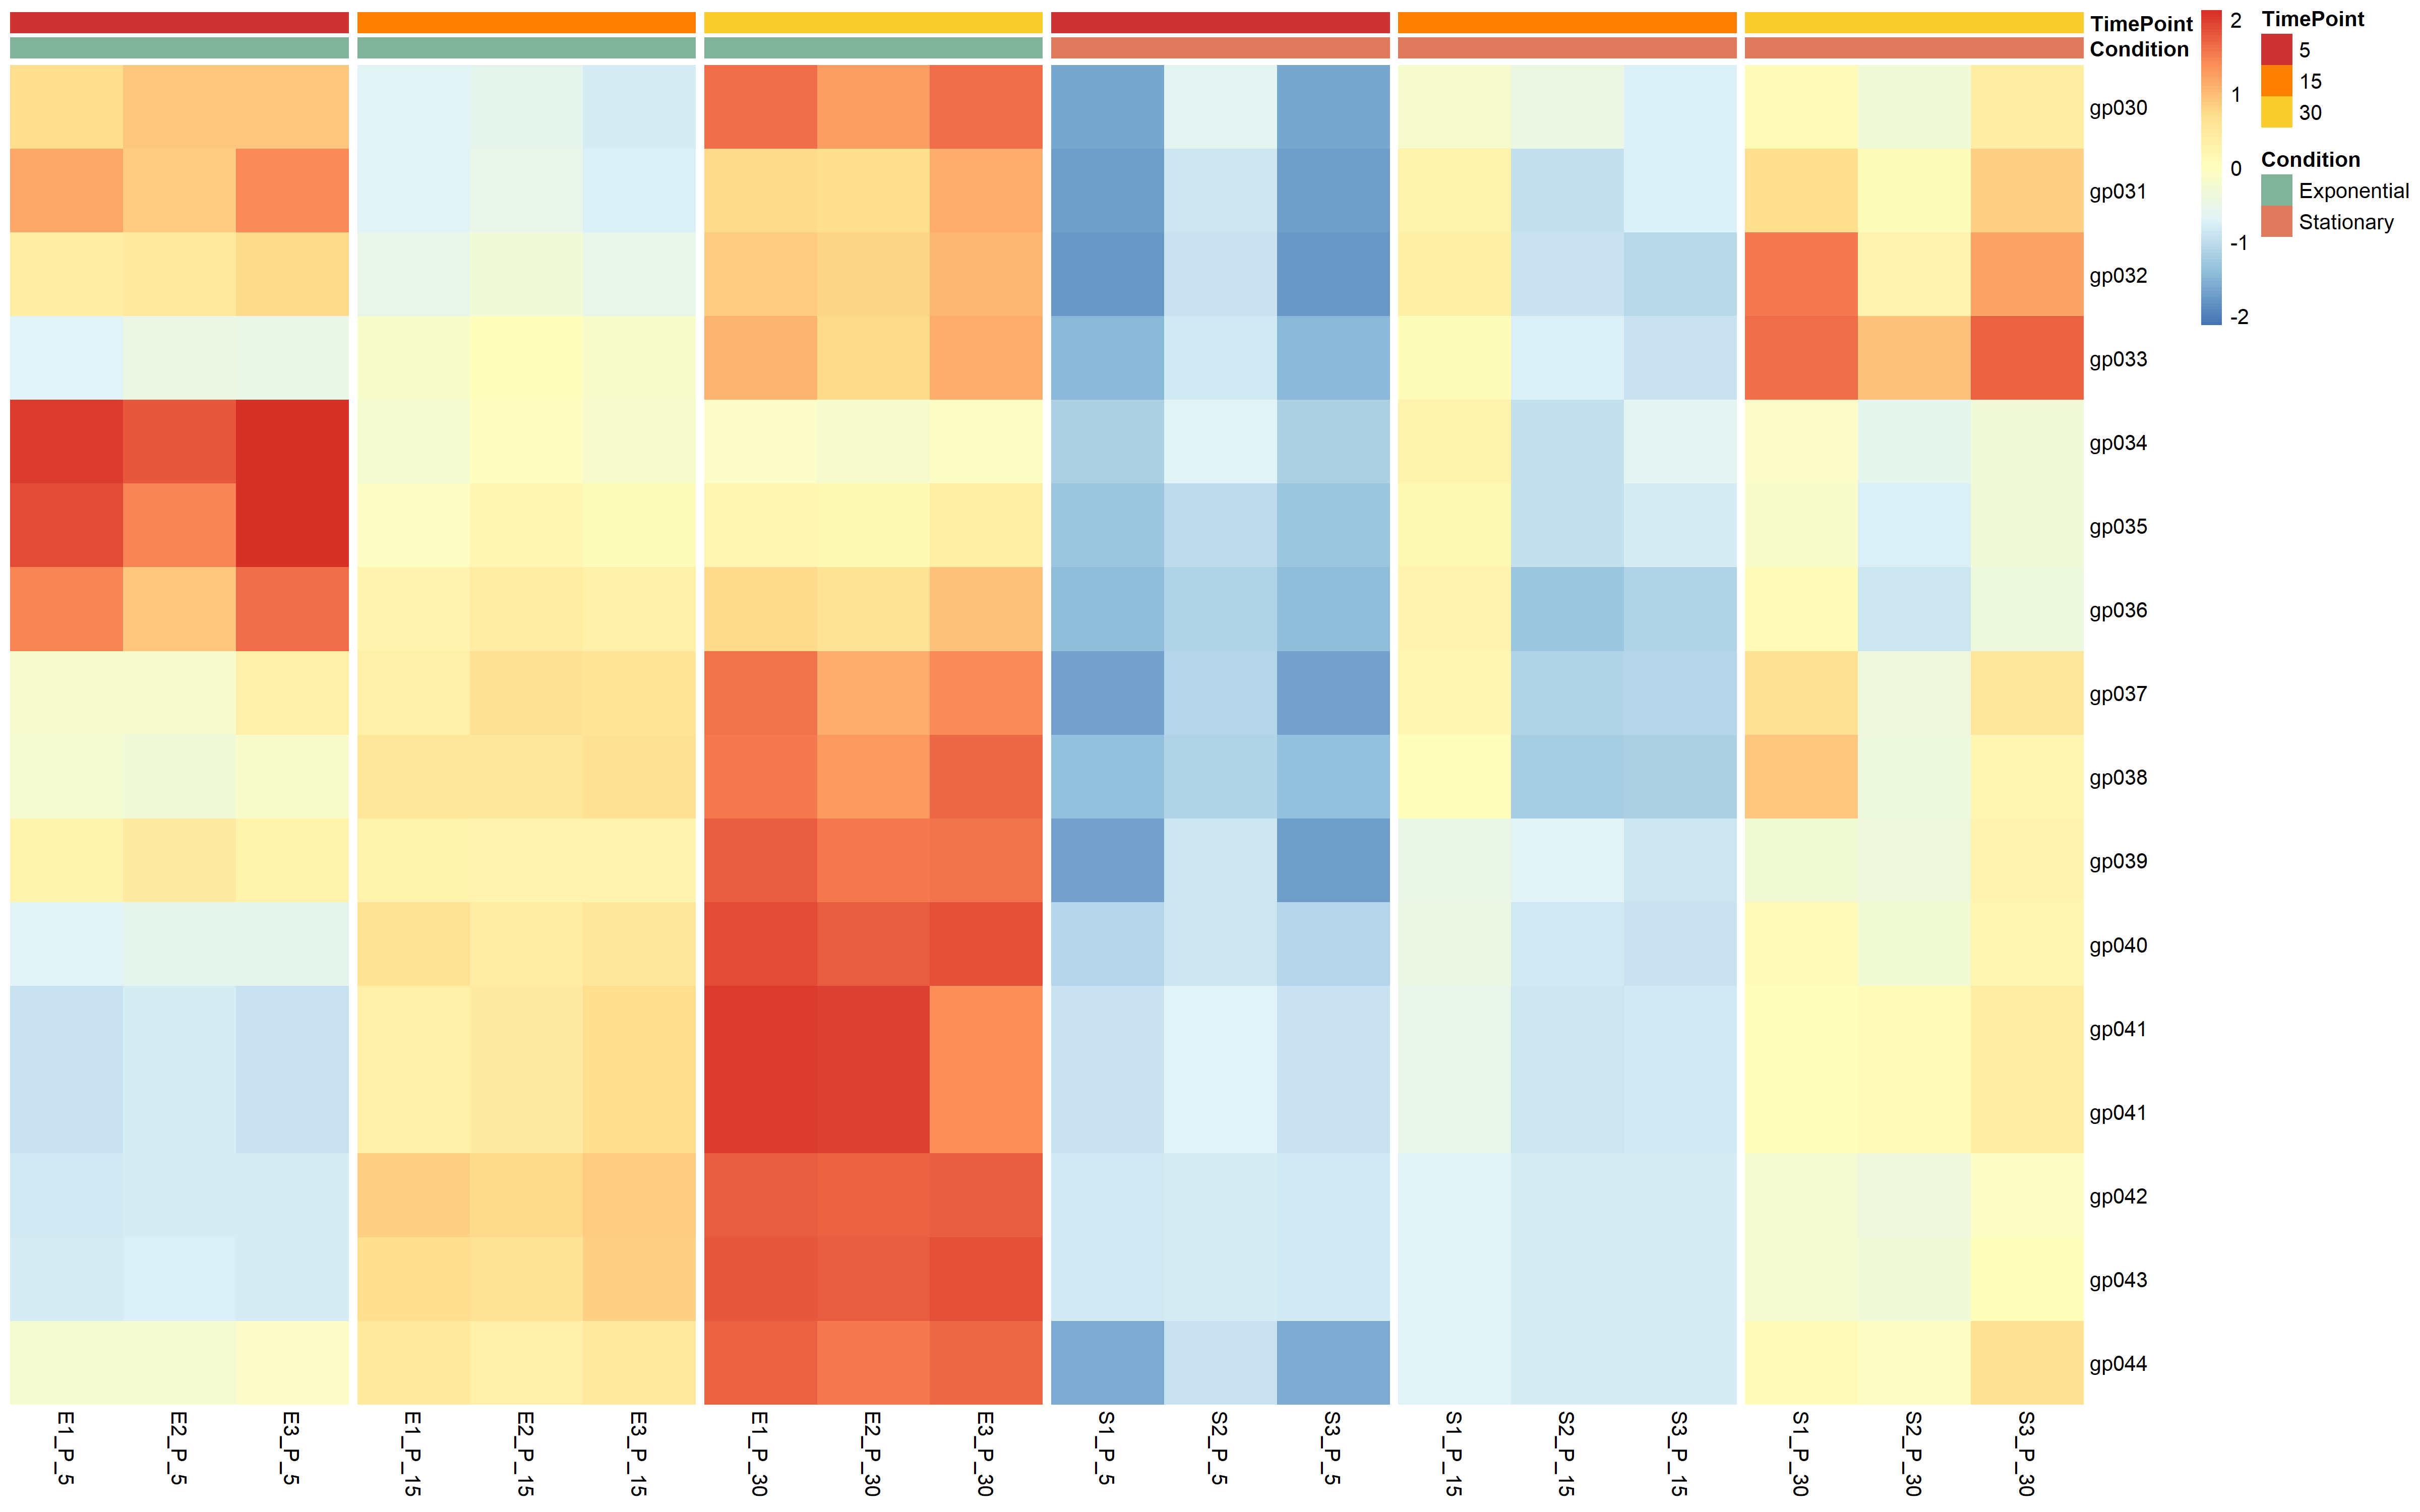 TimePoint
Condition
gp030
gp031
gp032
gp033
gp034
gp035
gp036
gp037
gp038
gp039
gp040
gp041
gp041
gp042
gp043
gp044
E1_P_5
E2_P_5
E3_P_5
E1_P_15
E2_P_15
E3_P_15
E1_P_30
E2_P_30
E3_P_30
S1_P_5
S2_P_5
S3_P_5
S1_P_15
S2_P_15
S3_P_15
S1_P_30
S2_P_30
S3_P_30
2
1
0
-1
-2
TimePoint
5
15
30
Condition
Exponential
Stationary